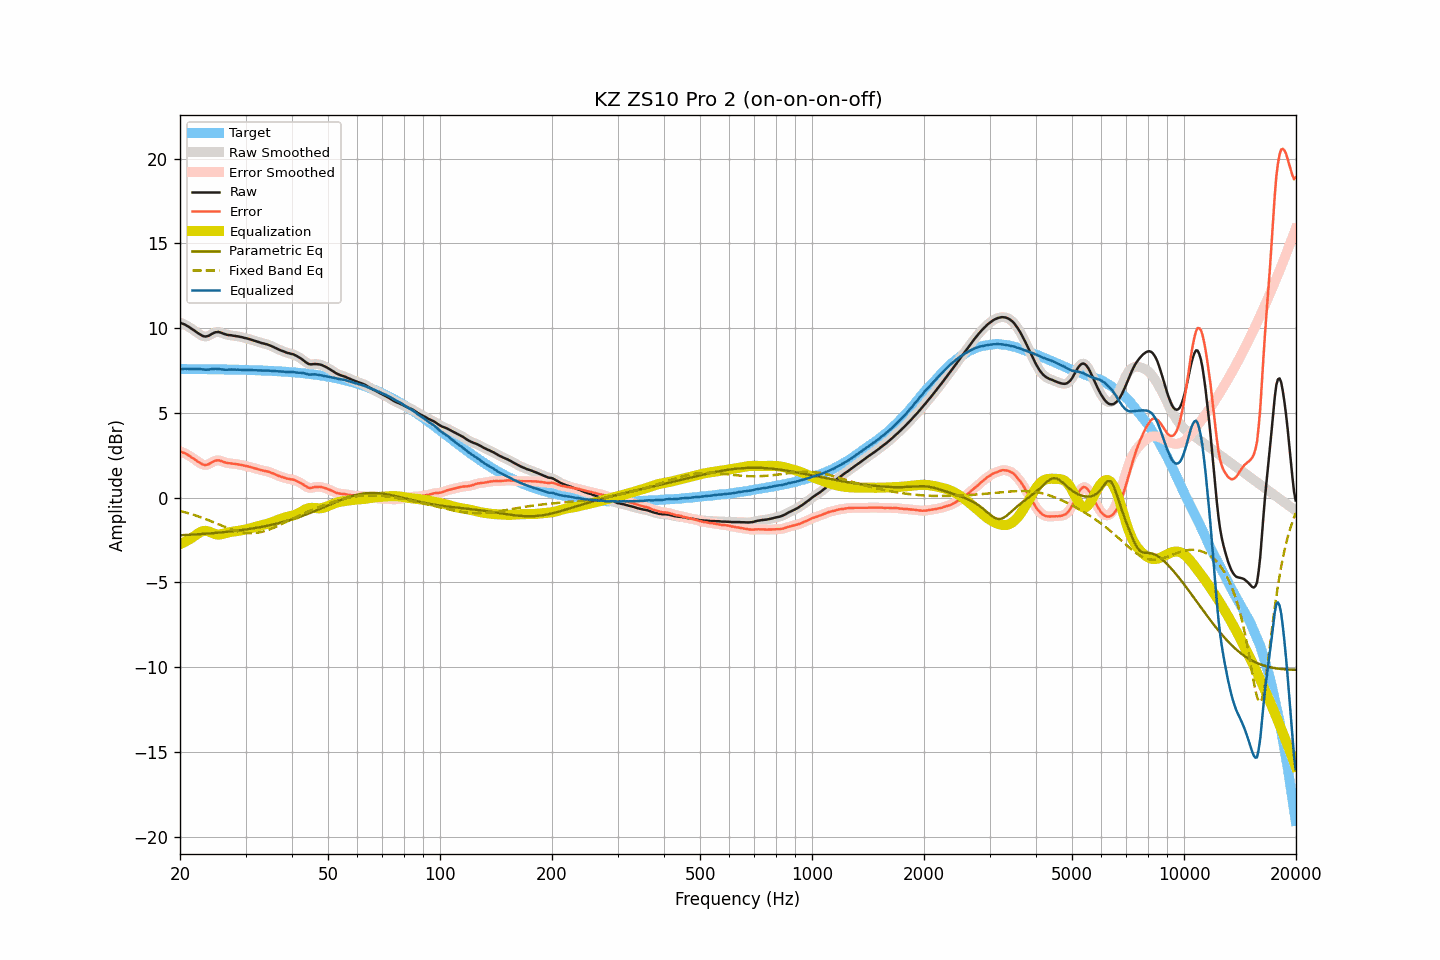 KZ ZS10 Pro 2 (on-on-on-off)
Target
Raw Smoothed
Error Smoothed
Raw
Error
Equalization
Parametric Eq
Fixed Band Eq
Equalized
20
15
10
5
0
−5
−10
−15
−20
Amplitude (dBr)
20 50 100 200 500 1000 2000 5000 10000 20000
Frequency (Hz)